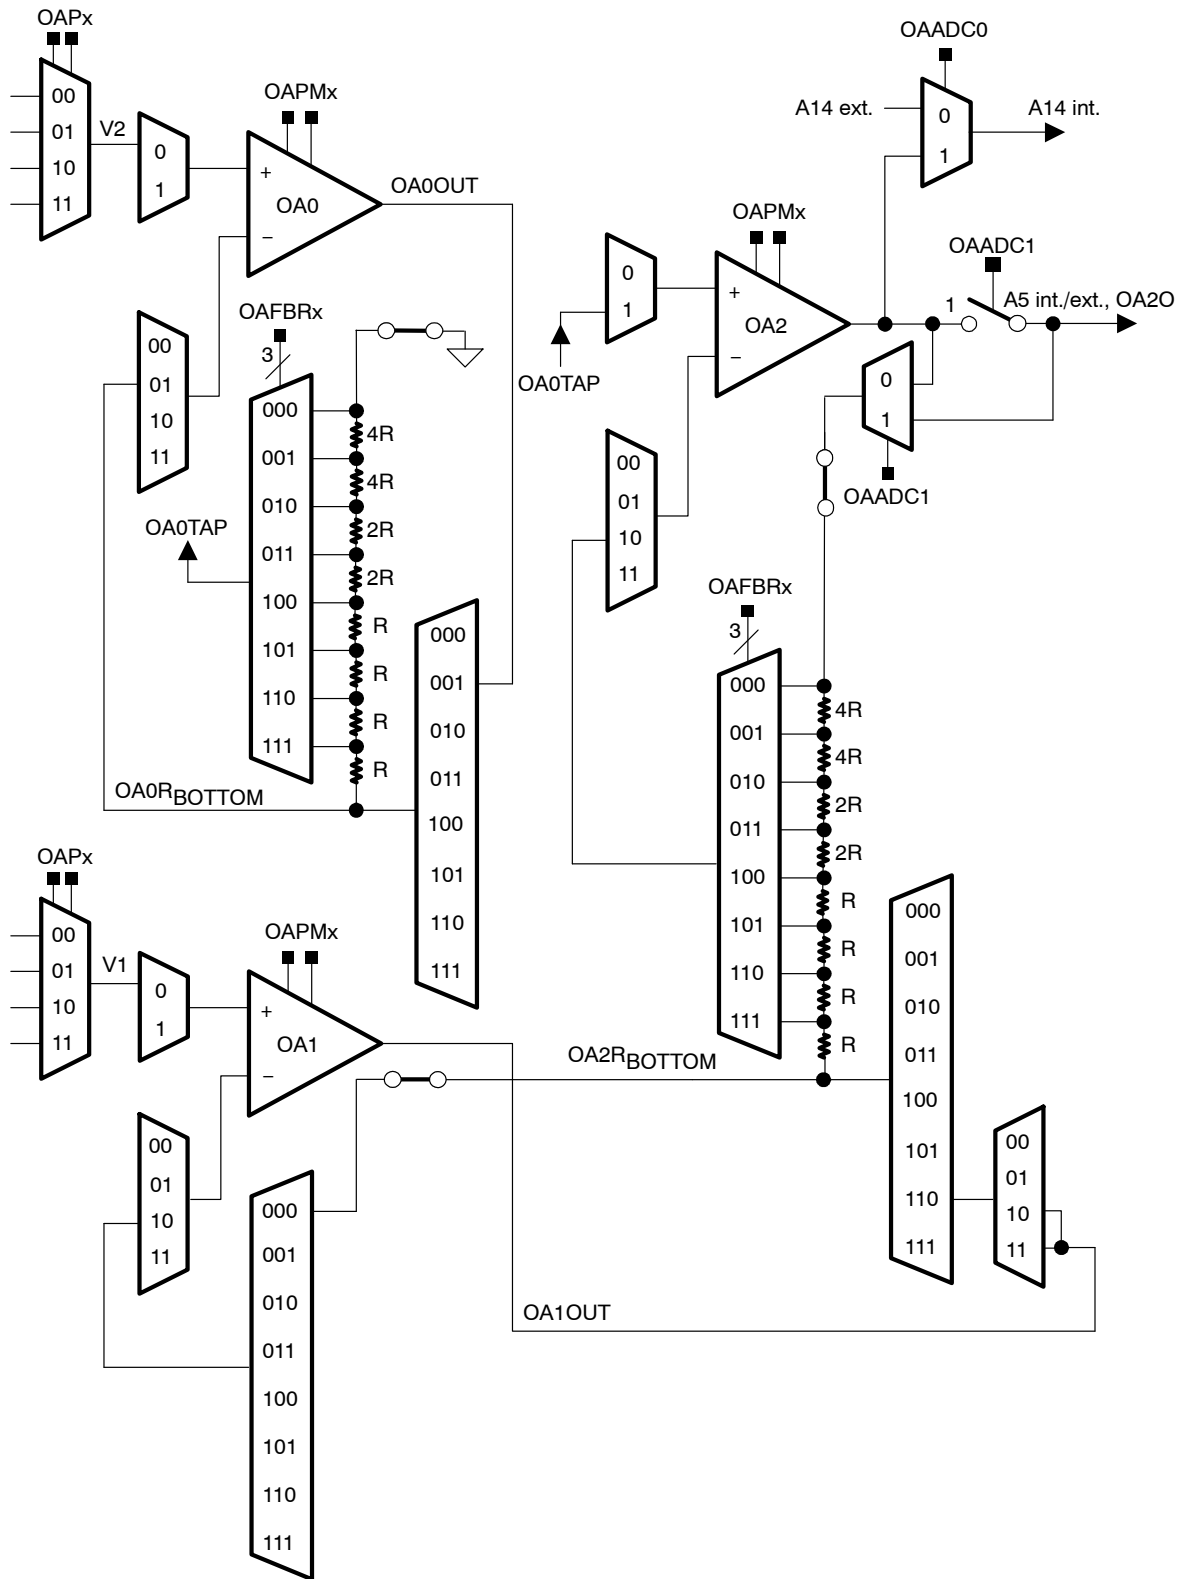 OAPx
00
01
10
11
V2
0
1
OAPMx
+
OA0
−
OA0OUT
00
01
10
11
OAFBRx
3
000
001
010
011
100
101
110
111
4R
4R
2R
2R
R
R
R
R
OA0TAP
OA0RBOTTOM
000
001
010
011
100
101
110
111
OAADC0
A14 ext.
0
1
A14 int.
0
1
OA0TAP
OAPMx
+
OA2
−
OAADC1
1
A5 int./ext., OA2O
0
1
OAADC1
00
01
10
11
OAFBRx
3
000
001
010
011
100
101
110
111
4R
4R
2R
2R
R
R
R
R
OA2RBOTTOM
000
001
010
011
100
101
110
111
00
01
10
11
OAPx
00
01
10
11
V1
0
1
OAPMx
+
OA1
−
00
01
10
11
000
001
010
011
100
101
110
111
OA1OUT